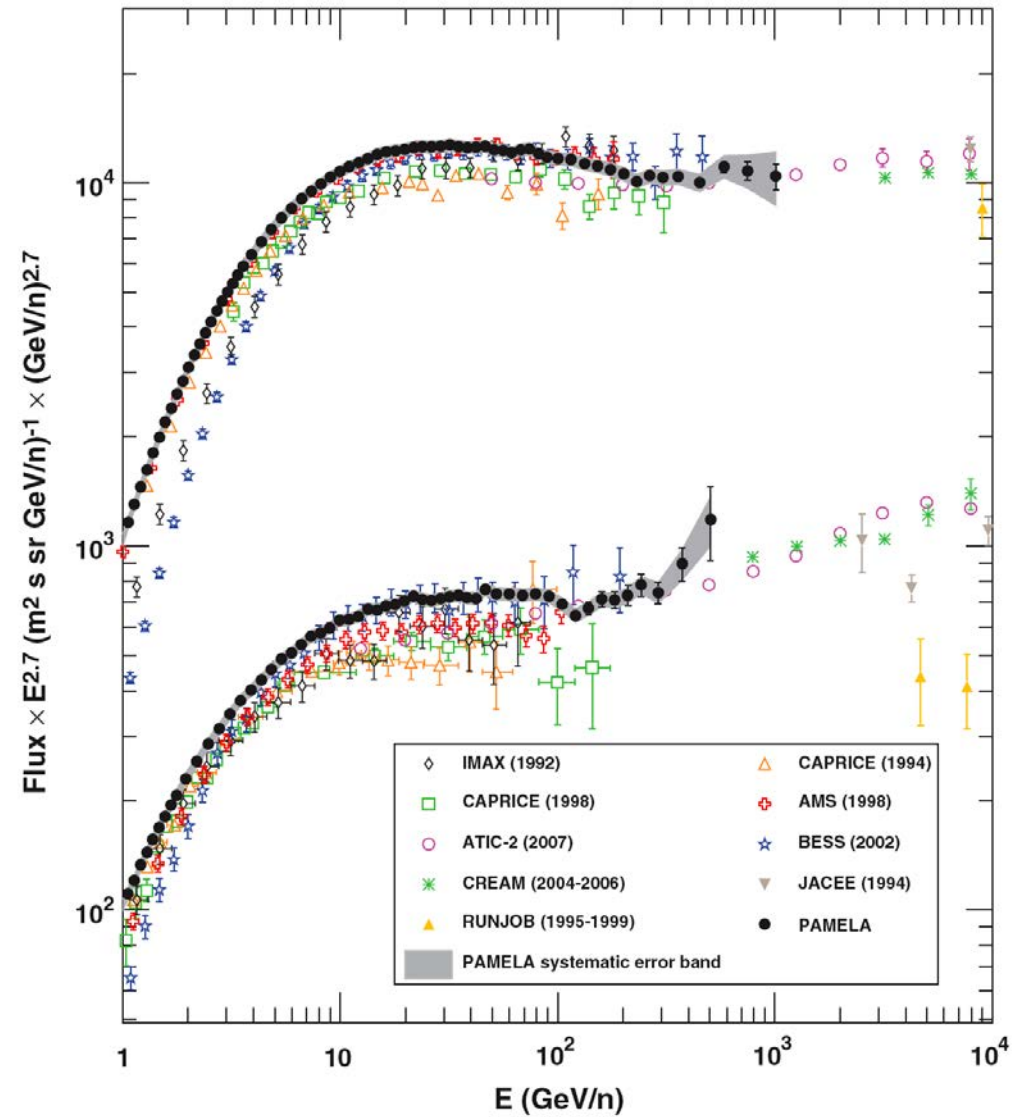 Flux × E^2.7 (m^2 s sr GeV/n)^-1 × (GeV/n)^2.7
10^4
10^3
10^2
IMAX (1992)
CAPRICE (1994)
CAPRICE (1998)
AMS (1998)
ATIC-2 (2007)
BESS (2002)
CREAM (2004-2006)
JACEE (1994)
RUNJOB (1995-1999)
PAMELA
PAMELA systematic error band
1 10 10^2 10^3 10^4
E (GeV/n)